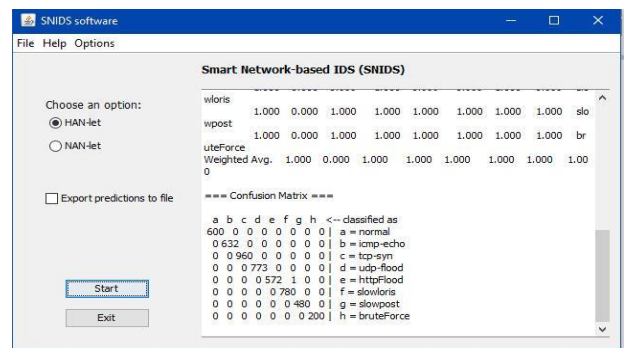 SNIDS software
File Help Options
Smart Network-based IDS (SNIDS)
Choose an option:
HAN-let
NAN-let
Export predictions to file
Start
Exit
wloris
1.000 0.000 1.000 1.000 1.000 1.000 1.000 1.000 slo
wpost
1.000 0.000 1.000 1.000 1.000 1.000 1.000 1.000 br
uteForce
Weighted Avg. 1.000 0.000 1.000 1.000 1.000 1.000 1.000 1.00
0
=== Confusion Matrix ===
a b c d e f g h <-- classified as
600 0 0 0 0 0 0 0 | a = normal
0 632 0 0 0 0 0 0 | b = icmp-echo
0 0 960 0 0 0 0 0 | c = tcp-syn
0 0 0 773 0 0 0 0 | d = udp-flood
0 0 0 0 572 1 0 0 | e = httpFlood
0 0 0 0 0 780 0 0 | f = slowloris
0 0 0 0 0 0 480 0 | g = slowpost
0 0 0 0 0 0 0 200 | h = bruteForce